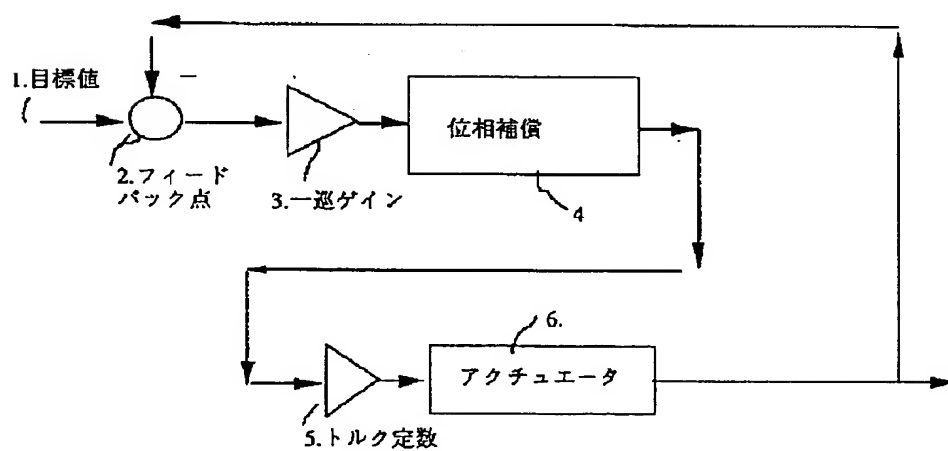 −
1.目標値
位相補償
2.フィード
バック点
3.一巡ゲイン
4
6.
アクチュエータ
5.トルク定数